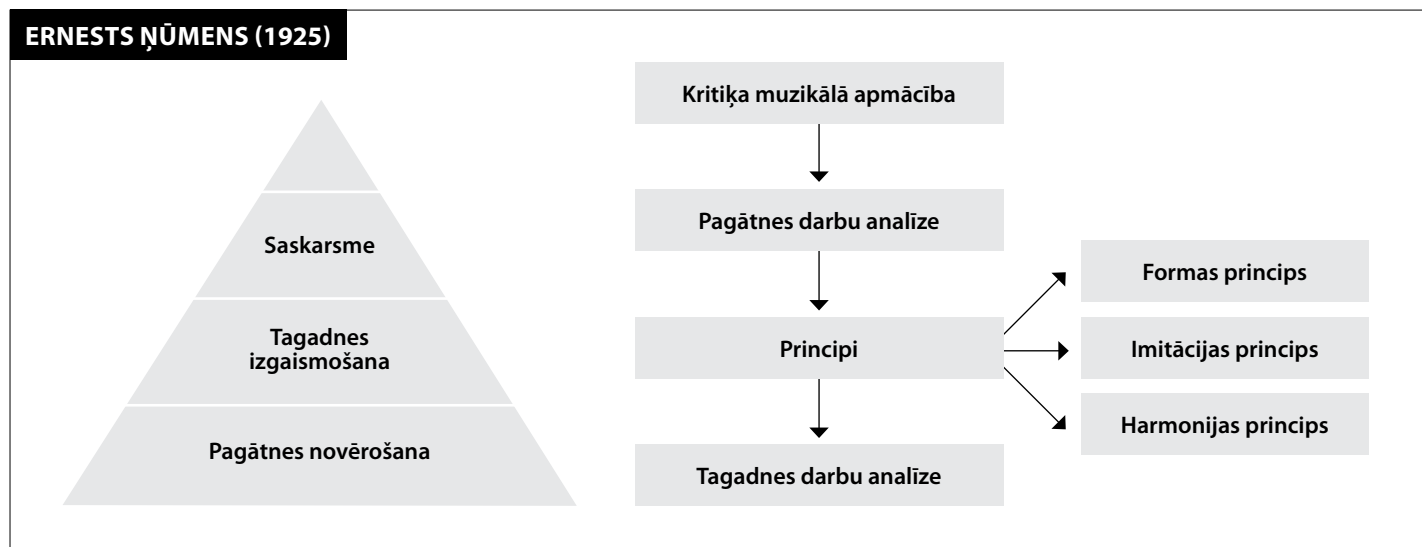 ERNESTS ŅŪMENS (1925)
Saskarsme
Tagadnes
izgaismošana
Pagātnes novērošana
Kritiķa muzikālā apmācība
Pagātnes darbu analīze
Principi
Tagadnes darbu analīze
Formas princips
Imitācijas princips
Harmonijas princips